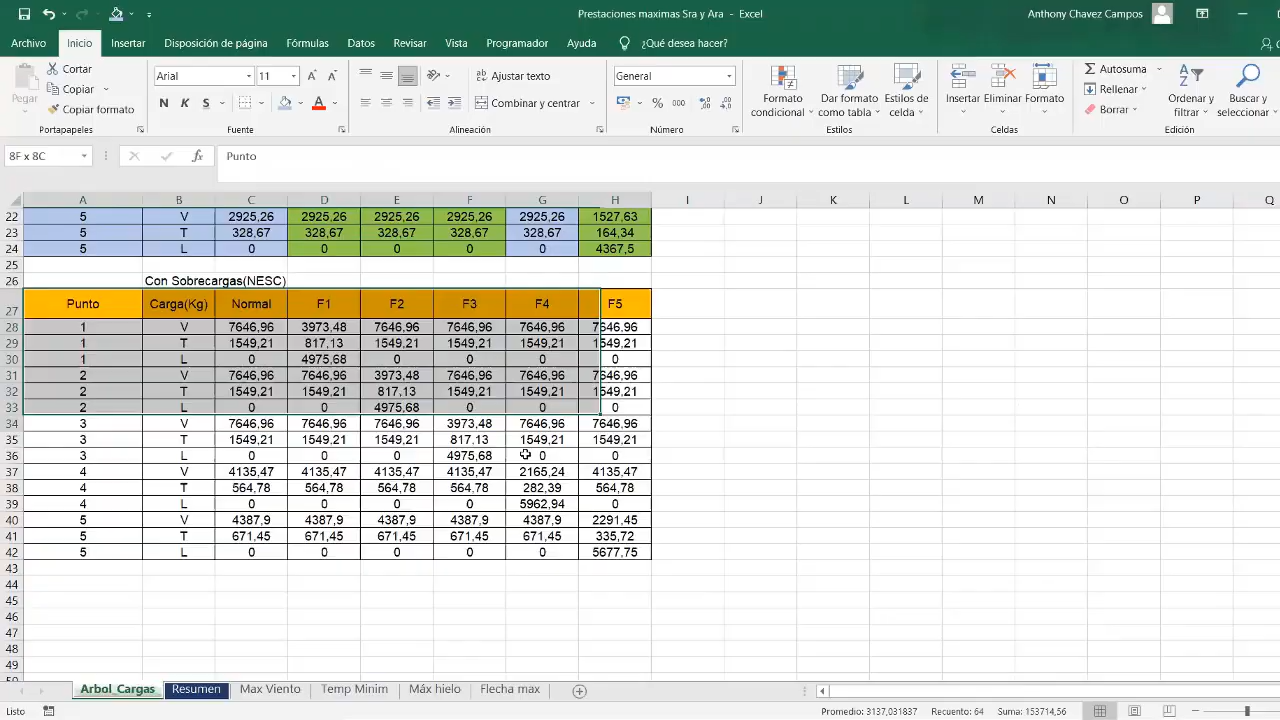 Prestaciones maximas Sra y Ara - Excel Anthony Chavez Campos
Archivo Inicio Insertar Disposición de página Fórmulas Datos Revisar Vista Programador Ayuda ¿Qué desea hacer?
Pegar Cortar Copiar Copiar formato Portapapeles
Arial 11 N K S Fuente
Ajustar texto Combinar y centrar Alineación
General % 000 Número
Formato condicional Dar formato como tabla Estilos de celda Estilos
Insertar Eliminar Formato Celdas
Autosuma Rellenar Borrar Ordenar y filtrar Buscar y seleccionar Edición
8F x 8C fx Punto
A B C D E F G H I J K L M N O P Q
22 5 V 2925,26 2925,26 2925,26 2925,26 2925,26 1527,63
23 5 T 328,67 328,67 328,67 328,67 328,67 164,34
24 5 L 0 0 0 0 0 4367,5
25
26 Con Sobrecargas(NESC)
27 Punto Carga(Kg) Normal F1 F2 F3 F4 F5
28 1 V 7646,96 3973,48 7646,96 7646,96 7646,96 7646,96
29 1 T 1549,21 817,13 1549,21 1549,21 1549,21 1549,21
30 1 L 0 4975,68 0 0 0 0
31 2 V 7646,96 7646,96 3973,48 7646,96 7646,96 7646,96
32 2 T 1549,21 1549,21 817,13 1549,21 1549,21 1549,21
33 2 L 0 0 4975,68 0 0 0
34 3 V 7646,96 7646,96 7646,96 3973,48 7646,96 7646,96
35 3 T 1549,21 1549,21 1549,21 817,13 1549,21 1549,21
36 3 L 0 0 0 4975,68 0 0
37 4 V 4135,47 4135,47 4135,47 4135,47 2165,24 4135,47
38 4 T 564,78 564,78 564,78 564,78 282,39 564,78
39 4 L 0 0 0 0 5962,94 0
40 5 V 4387,9 4387,9 4387,9 4387,9 4387,9 2291,45
41 5 T 671,45 671,45 671,45 671,45 671,45 335,72
42 5 L 0 0 0 0 0 5677,75
43
44
45
46
47
48
49
Arbol_Cargas Resumen Max Viento Temp Minim Máx hielo Flecha max
Listo Promedio: 3137,031837 Recuento: 64 Suma: 153714,56